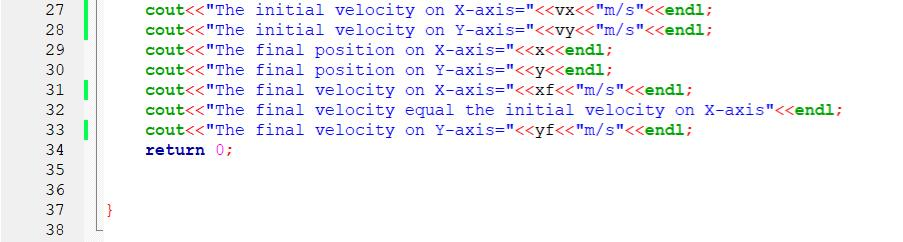 27 cout<<"The initial velocity on X-axis="<<vx<<"m/s"<<endl;
28 cout<<"The initial velocity on Y-axis="<<vy<<"m/s"<<endl;
29 cout<<"The final position on X-axis="<<x<<endl;
30 cout<<"The final position on Y-axis="<<y<<endl;
31 cout<<"The final velocity on X-axis="<<xf<<"m/s"<<endl;
32 cout<<"The final velocity equal the initial velocity on X-axis"<<endl;
33 cout<<"The final velocity on Y-axis="<<yf<<"m/s"<<endl;
34 return 0;
35
36
37 }
38